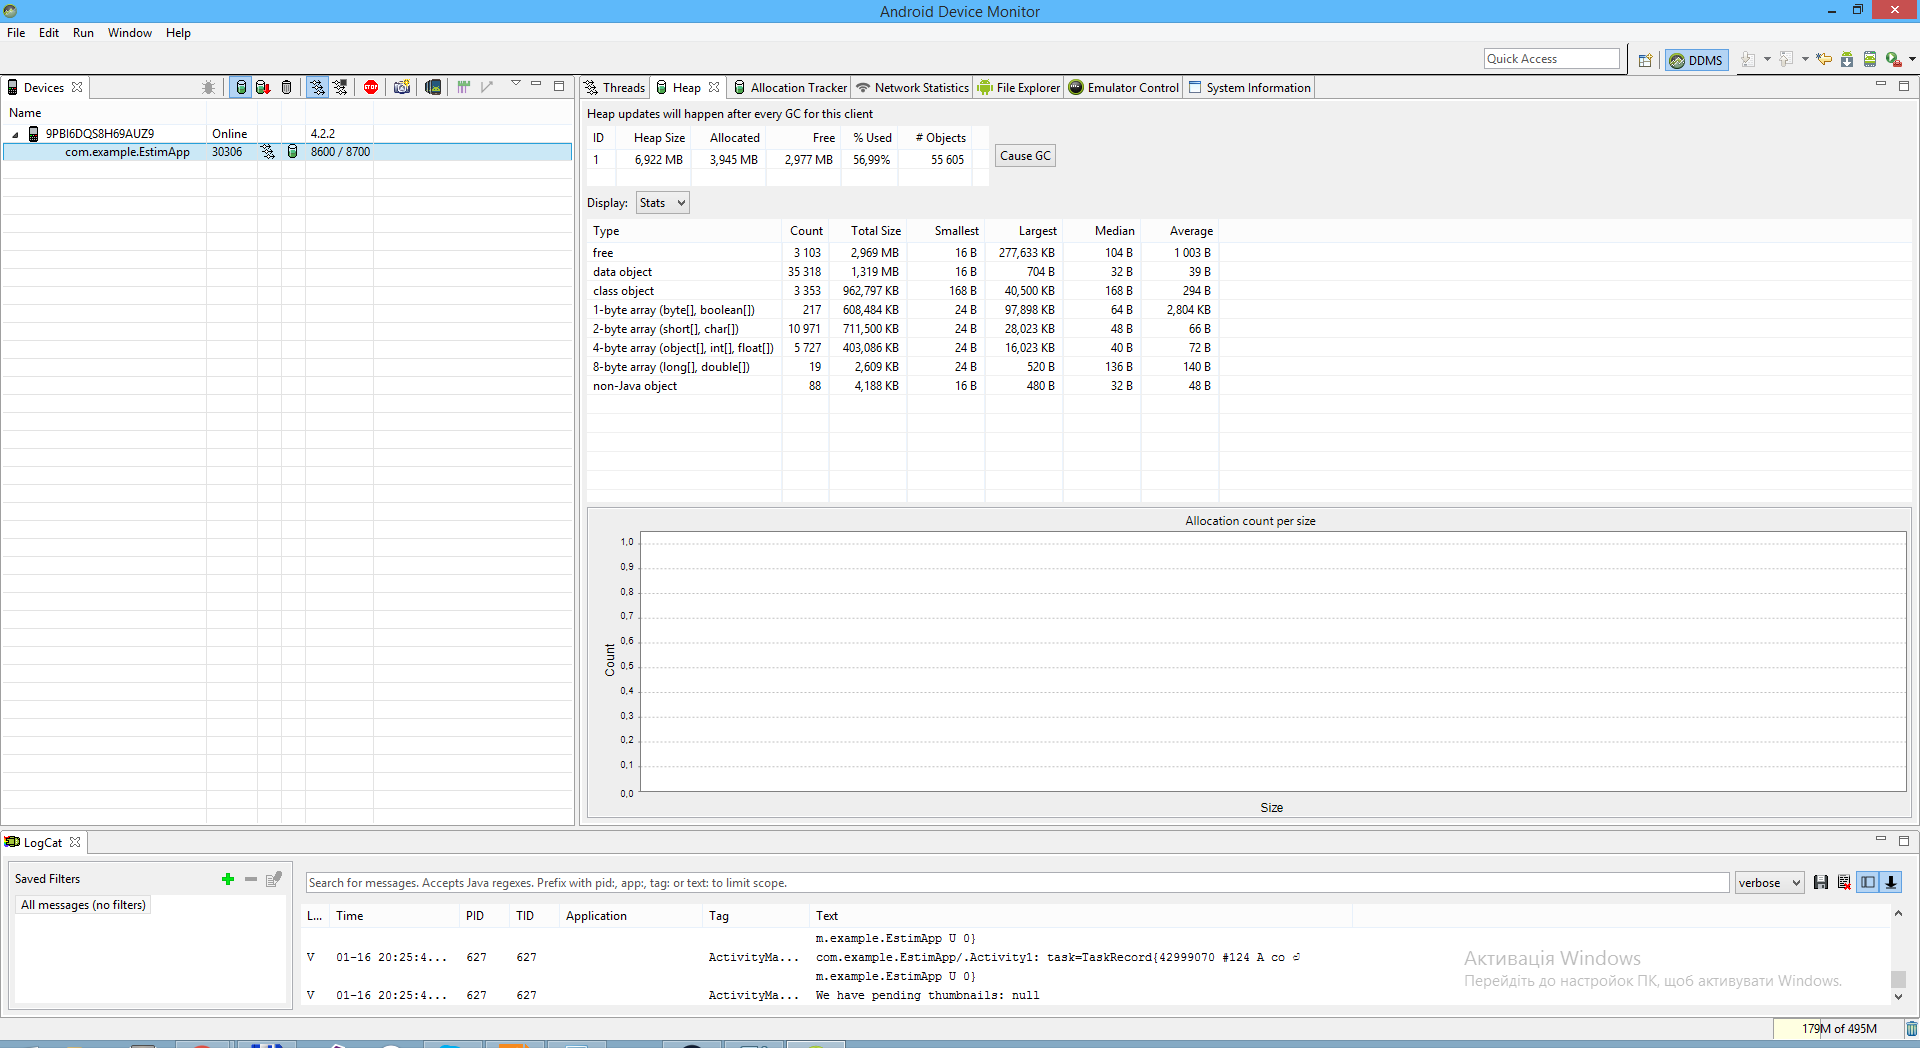 Android Device Monitor
File Edit Run Window Help
Quick Access
DDMS
Devices
Name
9PBI6DQS8H69AUZ9 Online 4.2.2
com.example.EstimApp 30306 8600 / 8700
Threads Heap Allocation Tracker Network Statistics File Explorer Emulator Control System Information
Heap updates will happen after every GC for this client
ID Heap Size Allocated Free % Used # Objects
1 6,922 MB 3,945 MB 2,977 MB 56,99% 55 605
Cause GC
Display: Stats
Type Count Total Size Smallest Largest Median Average
free 3 103 2,969 MB 16 B 277,633 KB 104 B 1 003 B
data object 35 318 1,319 MB 16 B 704 B 32 B 39 B
class object 3 353 962,797 KB 168 B 40,500 KB 168 B 294 B
1-byte array (byte[], boolean[]) 217 608,484 KB 24 B 97,898 KB 64 B 2,804 KB
2-byte array (short[], char[]) 10 971 711,500 KB 24 B 28,023 KB 48 B 66 B
4-byte array (object[], int[], float[]) 5 727 403,086 KB 24 B 16,023 KB 40 B 72 B
8-byte array (long[], double[]) 19 2,609 KB 24 B 520 B 136 B 140 B
non-Java object 88 4,188 KB 16 B 480 B 32 B 48 B
Allocation count per size
1,0
0,9
0,8
0,7
0,6
0,5
0,4
0,3
0,2
0,1
0,0
Count
Size
LogCat
Saved Filters
All messages (no filters)
Search for messages. Accepts Java regexes. Prefix with pid:, app:, tag: or text: to limit scope.
verbose
L... Time PID TID Application Tag Text
m.example.EstimApp U 0}
V 01-16 20:25:4... 627 627 ActivityMa... com.example.EstimApp/.Activity1: task=TaskRecord{42999070 #124 A co
m.example.EstimApp U 0}
V 01-16 20:25:4... 627 627 ActivityMa... We have pending thumbnails: null
Активація Windows
Перейдіть до настройок ПК, щоб активувати Windows.
179M of 495M